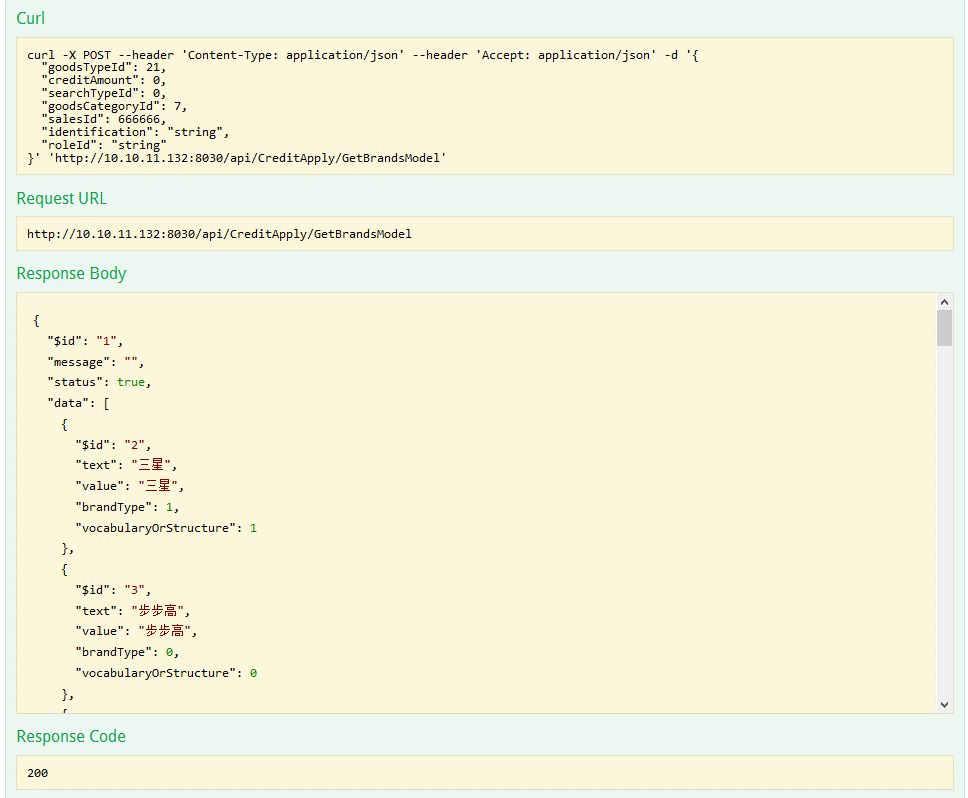 Curl
curl -X POST --header 'Content-Type: application/json' --header 'Accept: application/json' -d '{
"goodsTypeId": 21,
"creditAmount": 0,
"searchTypeId": 0,
"goodsCategoryId": 7,
"salesId": 666666,
"identification": "string",
"roleId": "string"
}' 'http://10.10.11.132:8030/api/CreditApply/GetBrandsModel'
Request URL
http://10.10.11.132:8030/api/CreditApply/GetBrandsModel
Response Body
{
"$id": "1",
"message": "",
"status": true,
"data": [
{
"$id": "2",
"text": "三星",
"value": "三星",
"brandType": 1,
"vocabularyOrStructure": 1
},
{
"$id": "3",
"text": "步步高",
"value": "步步高",
"brandType": 0,
"vocabularyOrStructure": 0
},
{
Response Code
200